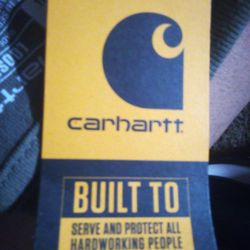 carhartt
BUILT TO
SERVE AND PROTECT ALL
HARDWORKING PEOPLE